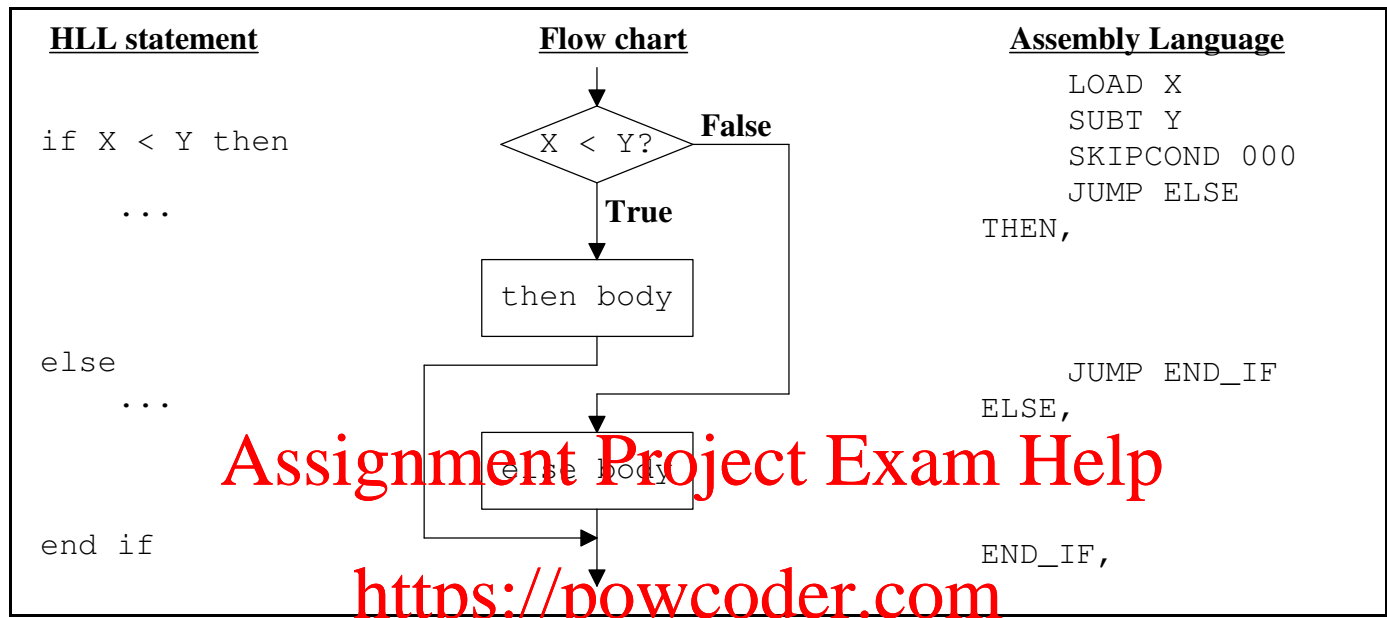 HLL statement
Flow chart
Assembly Language
if X < Y then
...
else
...
end if
X < Y?
False
True
then body
else body
LOAD X
SUBT Y
SKIPCOND 000
JUMP ELSE
THEN,
JUMP END_IF
ELSE,
END_IF,
Assignment Project Exam Help
https://powcoder.com